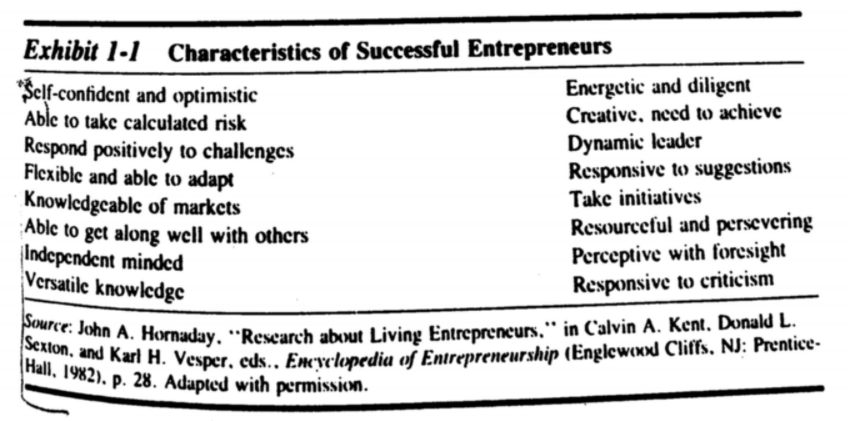 Exhibit 1-1 Characteristics of Successful Entrepreneurs
Self-confident and optimistic
Able to take calculated risk
Respond positively to challenges
Flexible and able to adapt
Knowledgeable of markets
Able to get along well with others
Independent minded
Versatile knowledge
Energetic and diligent
Creative, need to achieve
Dynamic leader
Responsive to suggestions
Take initiatives
Resourceful and persevering
Perceptive with foresight
Responsive to criticism
Source: John A. Hornaday, "Research about Living Entrepreneurs," in Calvin A. Kent, Donald L.
Sexton, and Karl H. Vesper, eds., Encyclopedia of Entrepreneurship (Englewood Cliffs, NJ: Prentice-
Hall, 1982), p. 28. Adapted with permission.